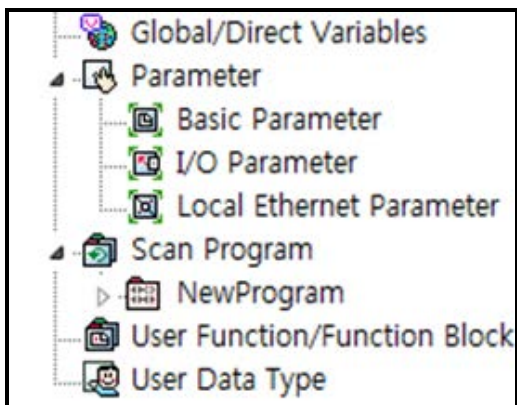 Global/Direct Variables
Parameter
Basic Parameter
I/O Parameter
Local Ethernet Parameter
Scan Program
NewProgram
User Function/Function Block
User Data Type